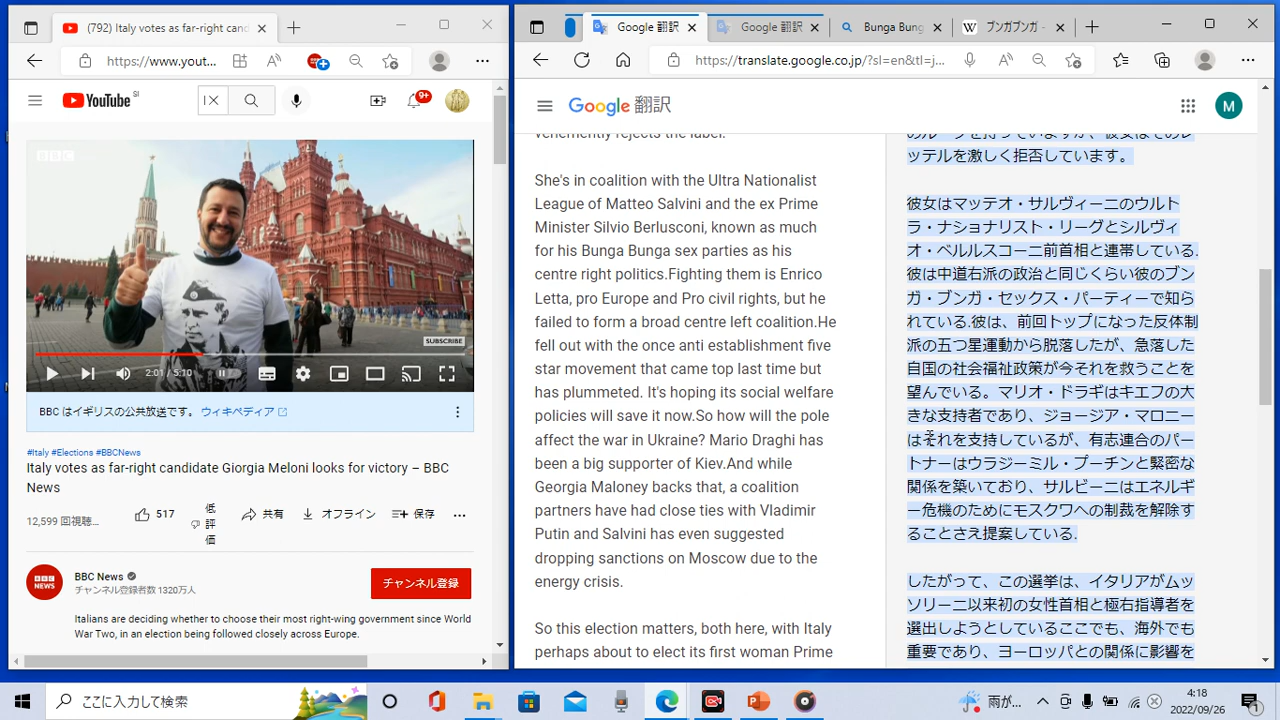 (792) Italy votes as far-right cand
https://www.yout...
YouTube SI
9+
BBC
SUBSCRIBE
2:01 / 5:10
BBC はイギリスの公共放送です。 ウィキペディア
#Italy #Elections #BBCNews
Italy votes as far-right candidate Giorgia Meloni looks for victory – BBC
News
12,599 回視聴...
517
低評価
共有
オフライン
保存
BBC NEWS
BBC News
チャンネル登録者数 1320万人
チャンネル登録
Italians are deciding whether to choose their most right-wing government since World
War Two, in an election being followed closely across Europe.
Google 翻訳
Google 翻訳
Bunga Bung
ブンガブンガ -
https://translate.google.co.jp/?sl=en&tl=j...
Google 翻訳
M
vehemently rejects the label.
She's in coalition with the Ultra Nationalist
League of Matteo Salvini and the ex Prime
Minister Silvio Berlusconi, known as much
for his Bunga Bunga sex parties as his
centre right politics.Fighting them is Enrico
Letta, pro Europe and Pro civil rights, but he
failed to form a broad centre left coalition.He
fell out with the once anti establishment five
star movement that came top last time but
has plummeted. It's hoping its social welfare
policies will save it now.So how will the pole
affect the war in Ukraine? Mario Draghi has
been a big supporter of Kiev.And while
Georgia Maloney backs that, a coalition
partners have had close ties with Vladimir
Putin and Salvini has even suggested
dropping sanctions on Moscow due to the
energy crisis.
So this election matters, both here, with Italy
perhaps about to elect its first woman Prime
のルーツを持っていますが、彼女はそのレ
ッテルを激しく拒否しています。
彼女はマッテオ・サルヴィーニのウルト
ラ・ナショナリスト・リーグとシルヴィ
オ・ベルルスコーニ前首相と連帯している.
彼は中道右派の政治と同じくらい彼のブン
ガ・ブンガ・セックス・パーティーで知ら
れている.彼は、前回トップになった反体制
派の五つ星運動から脱落したが、急落した
自国の社会福祉政策が今それを救うことを
望んでいる。マリオ・ドラギはキエフの大
きな支持者であり、ジョージア・マロニー
はそれを支持しているが、有志連合のパー
トナーはウラジーミル・プーチンと緊密な
関係を築いており、サルビーニはエネルギ
ー危機のためにモスクワへの制裁を解除す
ることさえ提案している.
したがって、この選挙は、イタリアがムッ
ソリーニ以来初の女性首相と極右指導者を
選出しようとしているここでも、海外でも
重要であり、ヨーロッパとの関係に影響を
ここに入力して検索
雨が...
4:18
2022/09/26
1